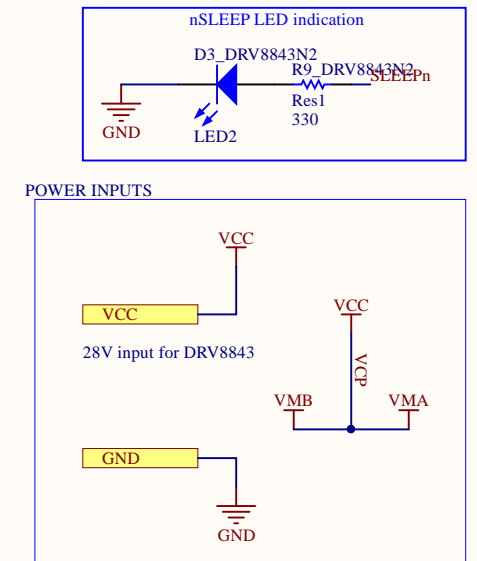 nSLEEP LED indication
D3_DRV8843N2
R9_DRV8843N2
SLEEPn
Res1
330
GND
LED2
POWER INPUTS
VCC
VCC
VCC
28V input for DRV8843
VCP
VMB
VMA
GND
GND